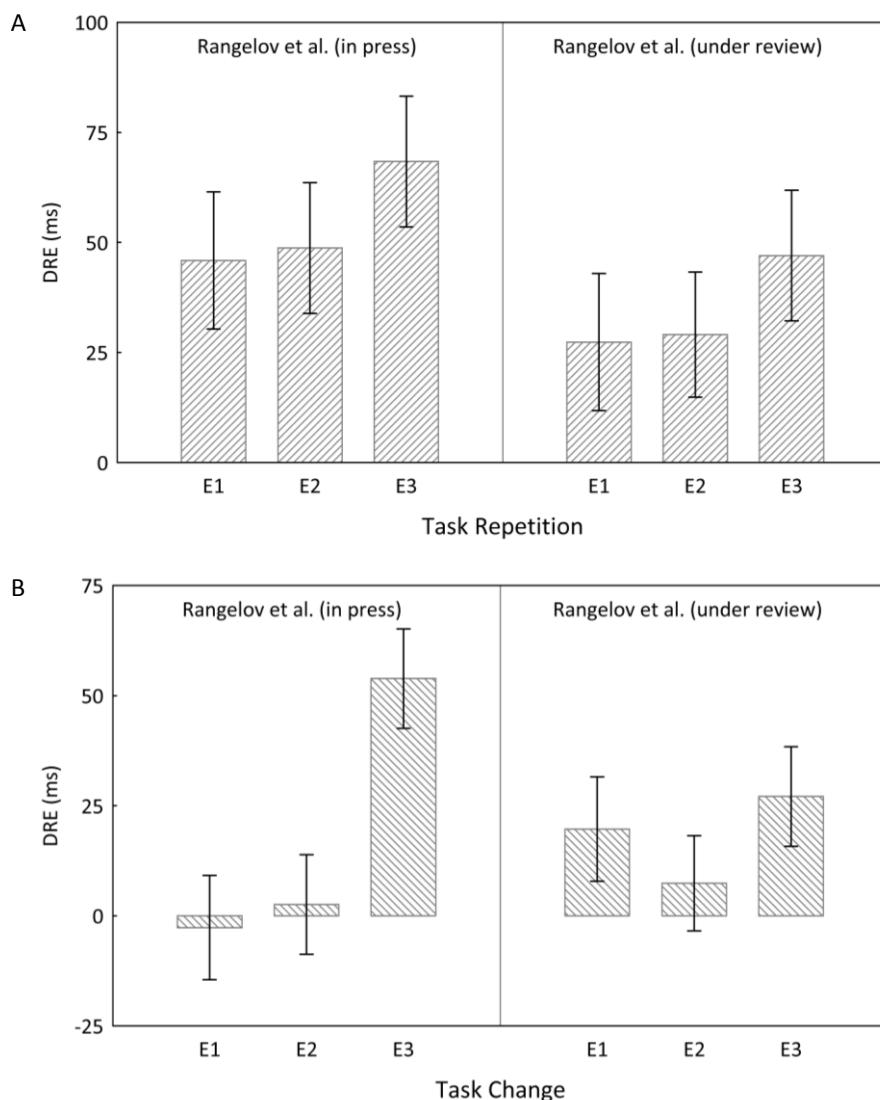 A
100
75
50
25
0
DRE (ms)
Rangelov et al. (in press)
Rangelov et al. (under review)
E1 E2 E3 E1 E2 E3
Task Repetition
B
75
50
25
0
-25
DRE (ms)
Rangelov et al. (in press)
Rangelov et al. (under review)
E1 E2 E3 E1 E2 E3
Task Change